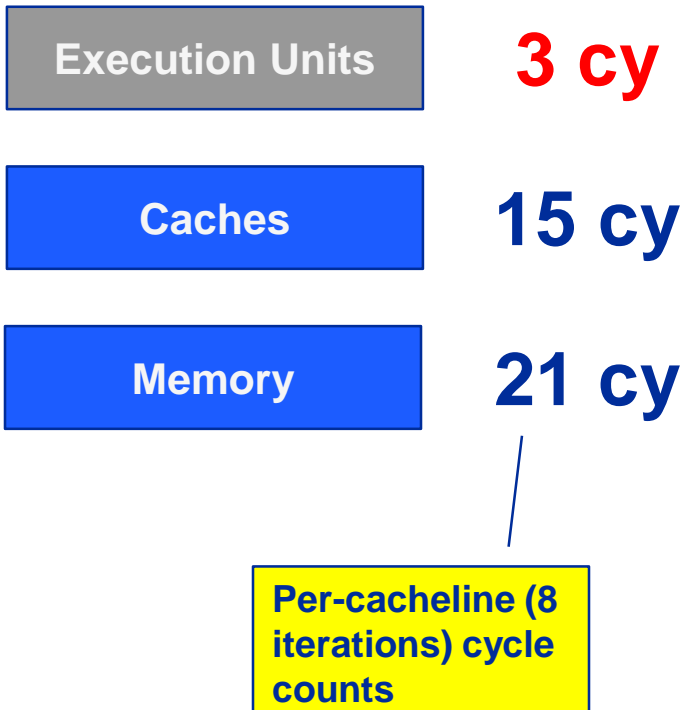 Execution Units 3 cy
Caches 15 cy
Memory 21 cy
Per-cacheline (8
iterations) cycle
counts